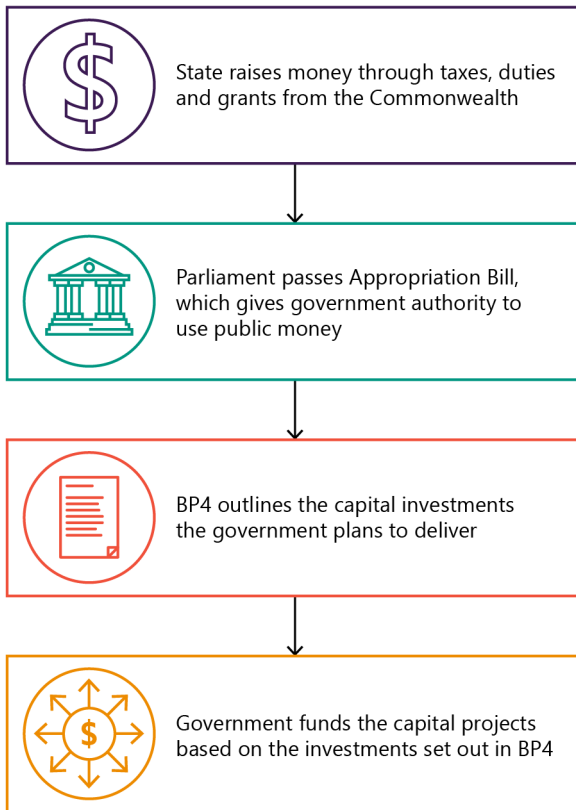 $
State raises money through taxes, duties
and grants from the Commonwealth
Parliament passes Appropriation Bill,
which gives government authority to
use public money
BP4 outlines the capital investments
the government plans to deliver
$
Government funds the capital projects
based on the investments set out in BP4